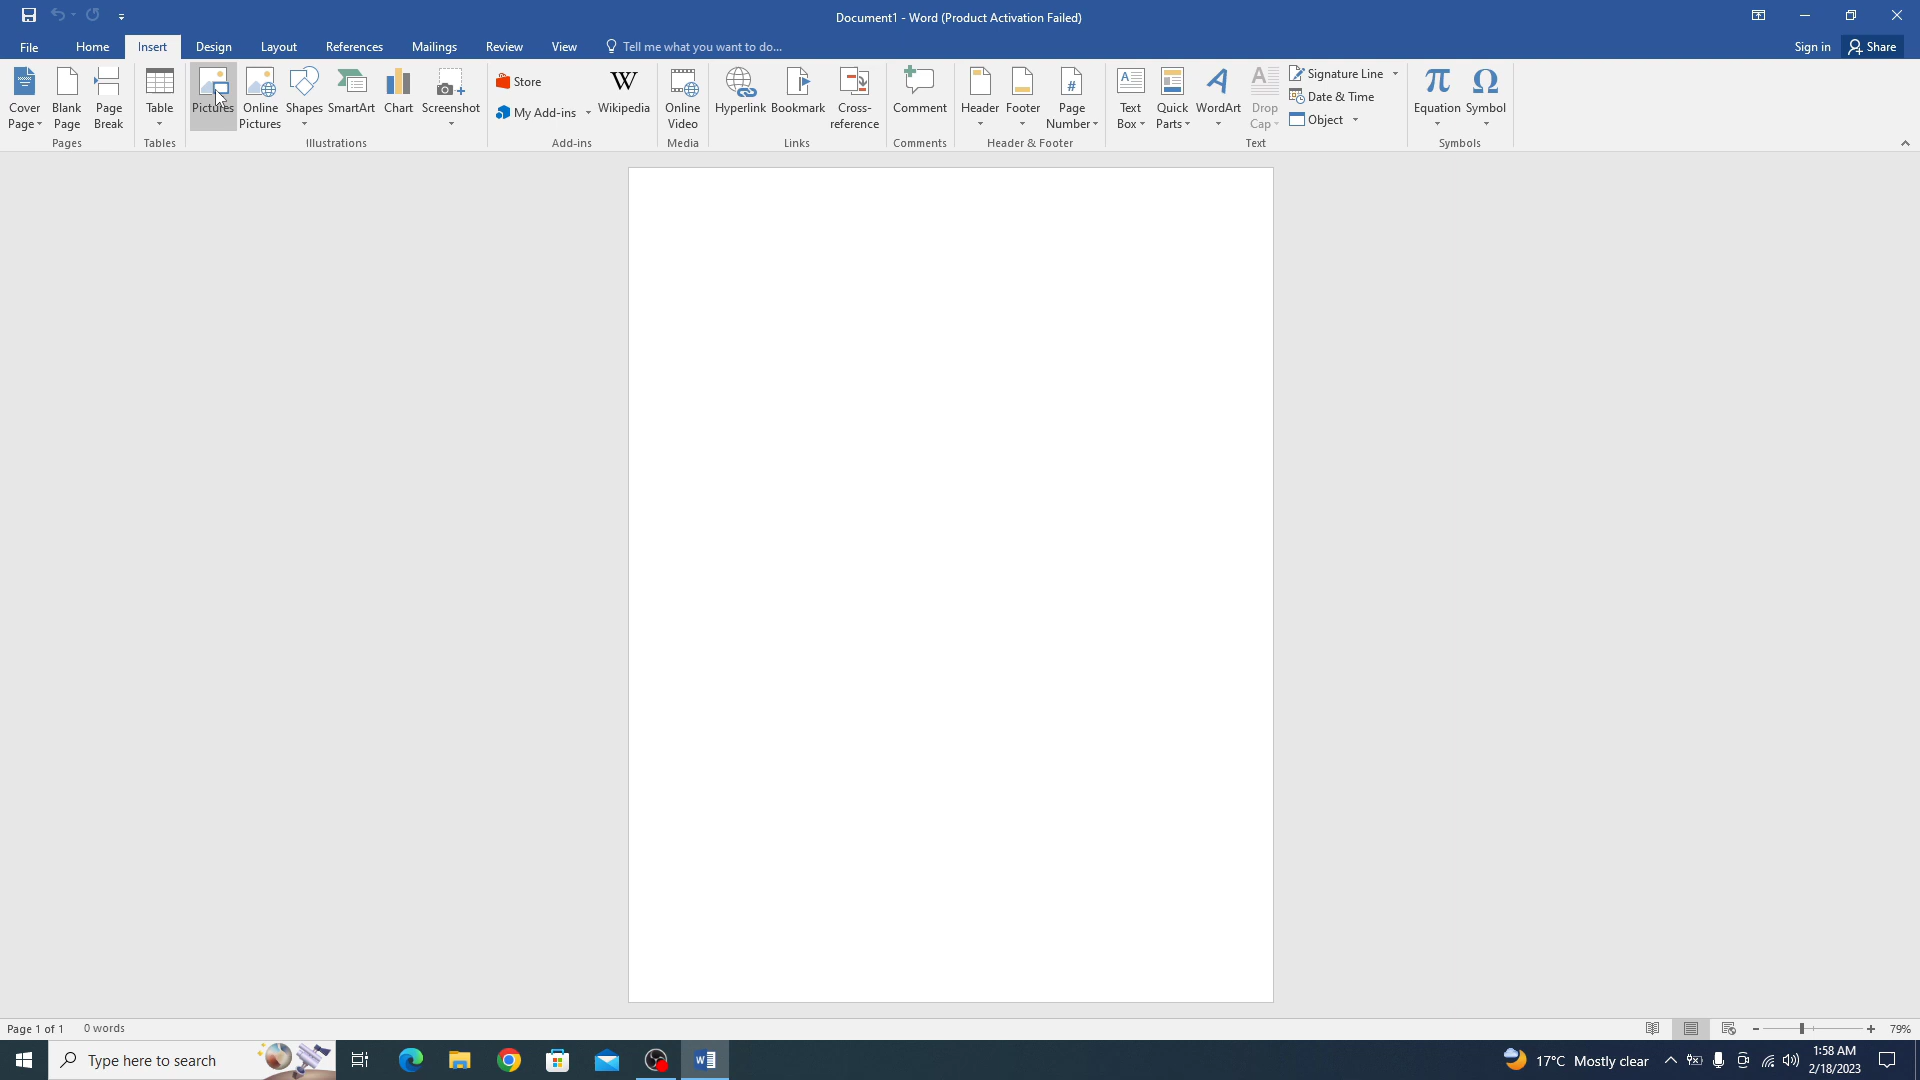 Document1 - Word (Product Activation Failed)
File Home Insert Design Layout References Mailings Review View Tell me what you want to do... Sign in Share
Cover Page
Blank Page
Page Break
Pages
Table
Tables
Pictures
Online Pictures
Shapes
SmartArt
Chart
Screenshot
Illustrations
Store
My Add-ins
W
Wikipedia
Add-ins
Online Video
Media
Hyperlink
Bookmark
Cross-reference
Links
Comment
Comments
Header
Footer
#
Page Number
Header & Footer
A
Text Box
Quick Parts
A
WordArt
A
Drop Cap
Signature Line
Date & Time
Object
Text
π
Equation
Ω
Symbol
Symbols
Page 1 of 1 0 words 79%
Type here to search
17°C Mostly clear
1:58 AM
2/18/2023